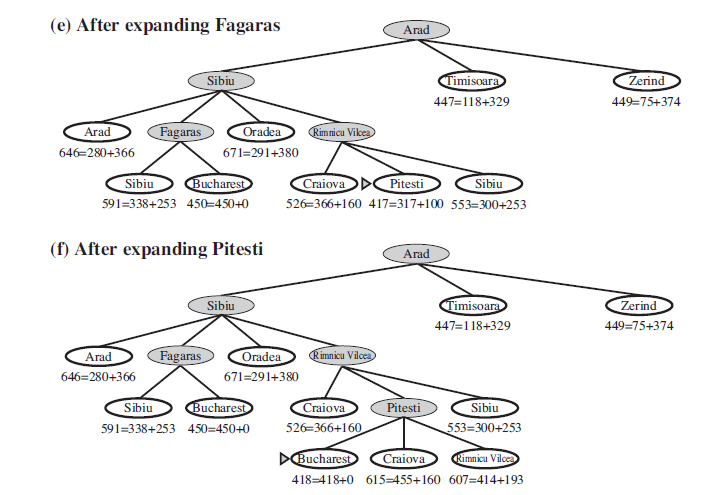 (e) After expanding Fagaras
Arad
Sibiu Timisoara Zerind
447=118+329 449=75+374
Arad Fagaras Oradea Rimnicu Vilcea
646=280+366 671=291+380
Sibiu Bucharest Craiova Pitesti Sibiu
591=338+253 450=450+0 526=366+160 417=317+100 553=300+253
(f) After expanding Pitesti
Arad
Sibiu Timisoara Zerind
447=118+329 449=75+374
Arad Fagaras Oradea Rimnicu Vilcea
646=280+366 671=291+380
Sibiu Bucharest Craiova Pitesti Sibiu
591=338+253 450=450+0 526=366+160 553=300+253
Bucharest Craiova Rimnicu Vilcea
418=418+0 615=455+160 607=414+193